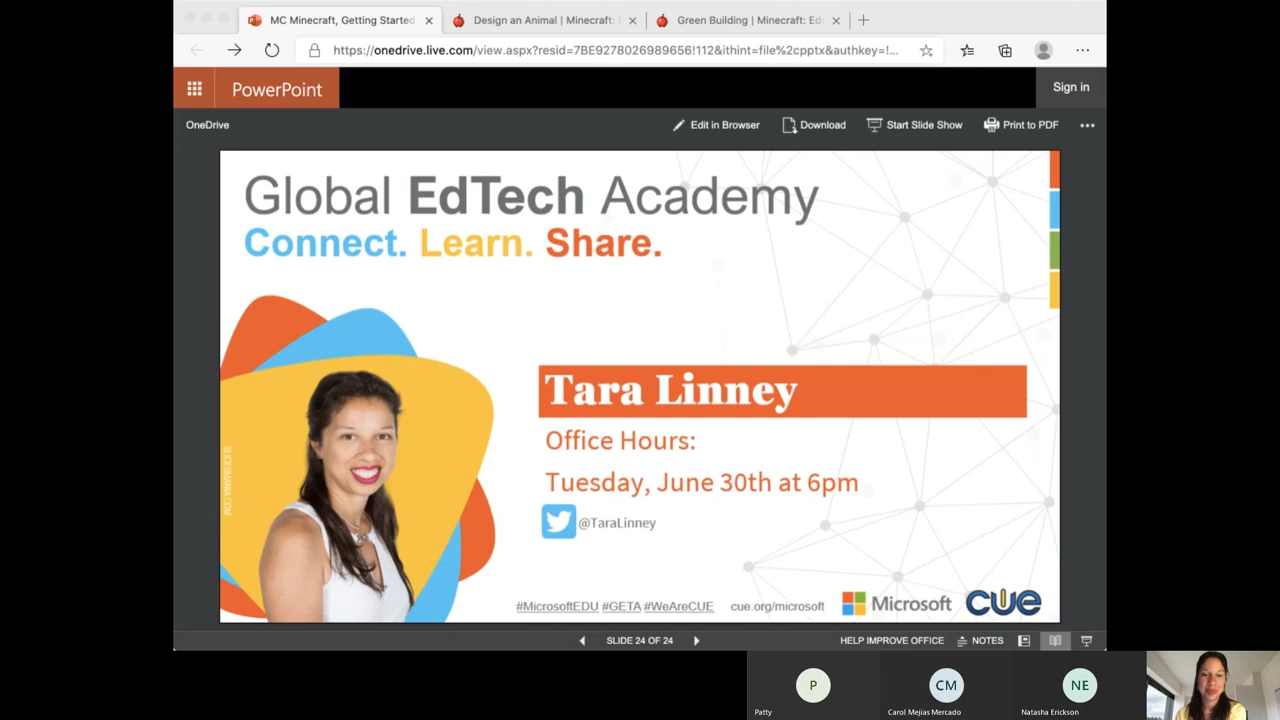 MC Minecraft, Getting Started
Design an Animal | Minecraft:
Green Building | Minecraft: Ed
https://onedrive.live.com/view.aspx?resid=7BE9278026989656!112&ithint=file%2cpptx&authkey=!...
PowerPoint
Sign in
OneDrive
Edit in Browser
Download
Start Slide Show
Print to PDF
Global EdTech Academy
Connect. Learn. Share.
Tara Linney
Office Hours:
Tuesday, June 30th at 6pm
@TaraLinney
SLIDESMANIA.COM
#MicrosoftEDU #GETA #WeAreCUE
cue.org/microsoft
Microsoft
CUE
SLIDE 24 OF 24
HELP IMPROVE OFFICE
NOTES
P
CM
NE
Patty
Carol Mejias Mercado
Natasha Erickson